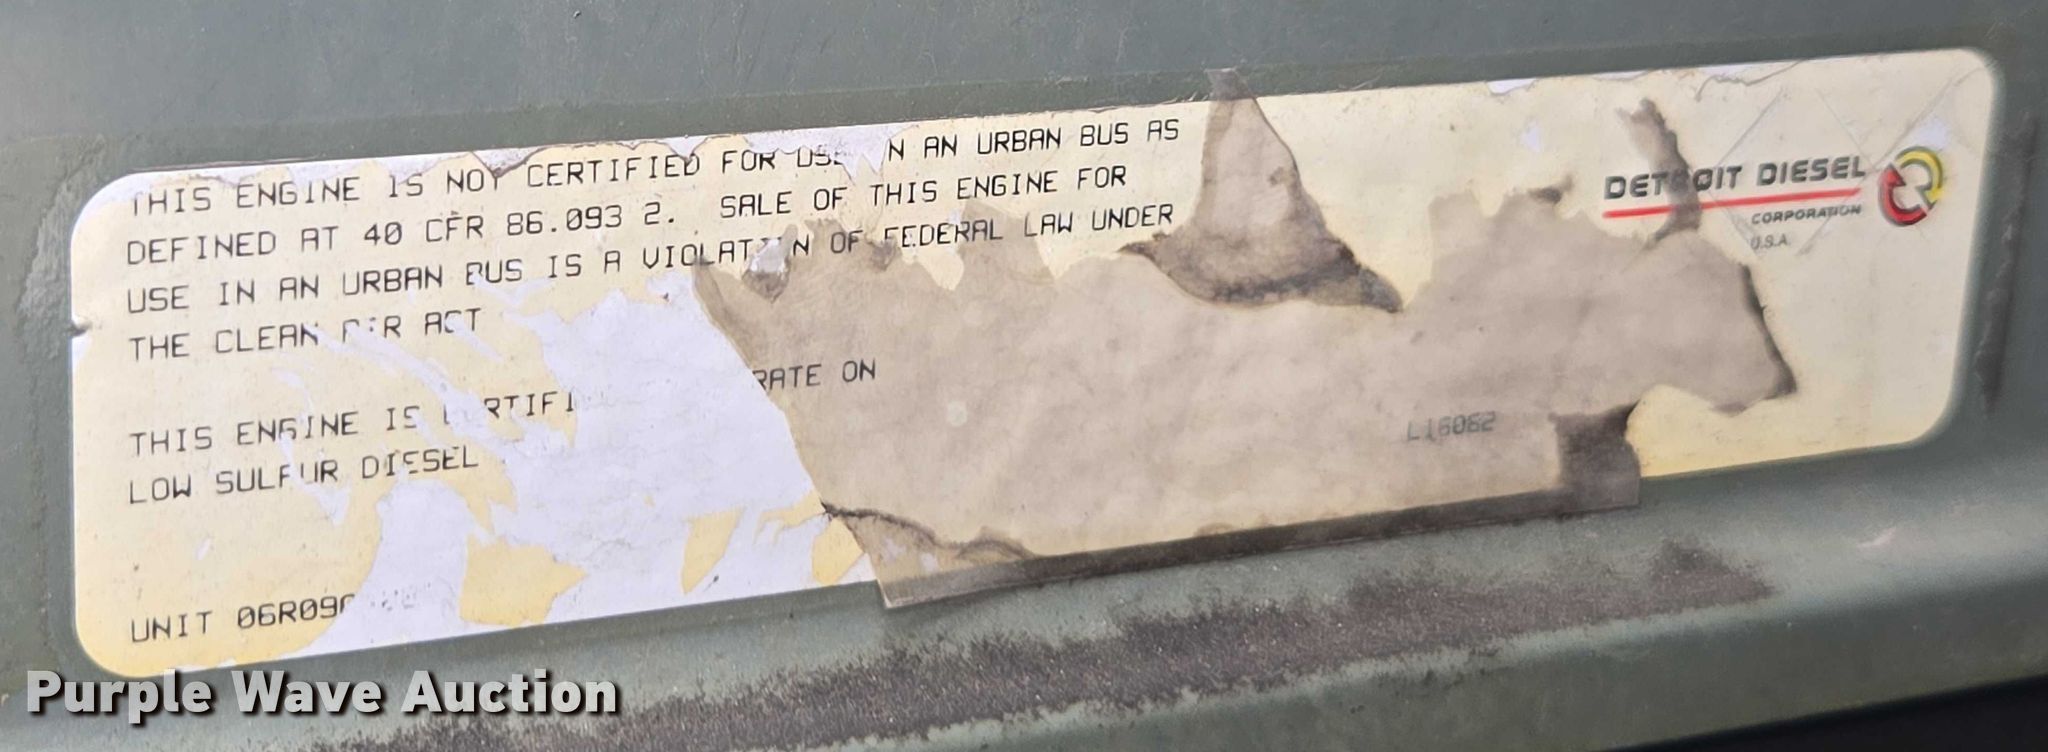 THIS ENGINE IS NOT CERTIFIED FOR USE IN AN URBAN BUS AS
DEFINED AT 40 CFR 86.093 2. SALE OF THIS ENGINE FOR
USE IN AN URBAN BUS IS A VIOLATION OF FEDERAL LAW UNDER
THE CLEAN AIR ACT
THIS ENGINE IS CERTIFI RATE ON
LOW SULFUR DIESEL
UNIT 06R090
L16062
DETROIT DIESEL
CORPORATION
U.S.A.
Purple Wave Auction